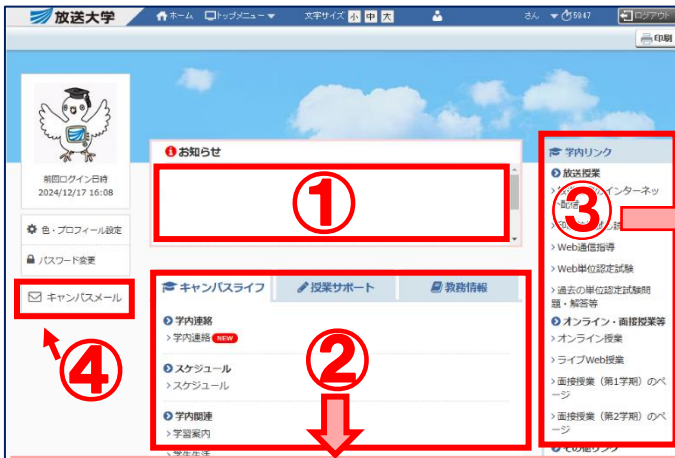 放送大学
ホーム
トップメニュー
文字サイズ 小 中 大
さん
59:47
ログアウト
印刷
前回ログイン日時
2024/12/17 16:08
色・プロフィール設定
パスワード変更
キャンパスメール
④
お知らせ
①
キャンパスライフ
授業サポート
教務情報
学内連絡
>学内連絡 NEW
スケジュール
>スケジュール
学内関連
>学習案内
>学生生活
②
学内リンク
放送授業
インターネッ
ト配信
③
>Web通信指導
>Web単位認定試験
>過去の単位認定試験問
題・解答等
オンライン・面接授業等
>オンライン授業
>ライブWeb授業
>面接授業（第1学期）のペ
ージ
>面接授業（第2学期）のペ
ージ
その他リンク